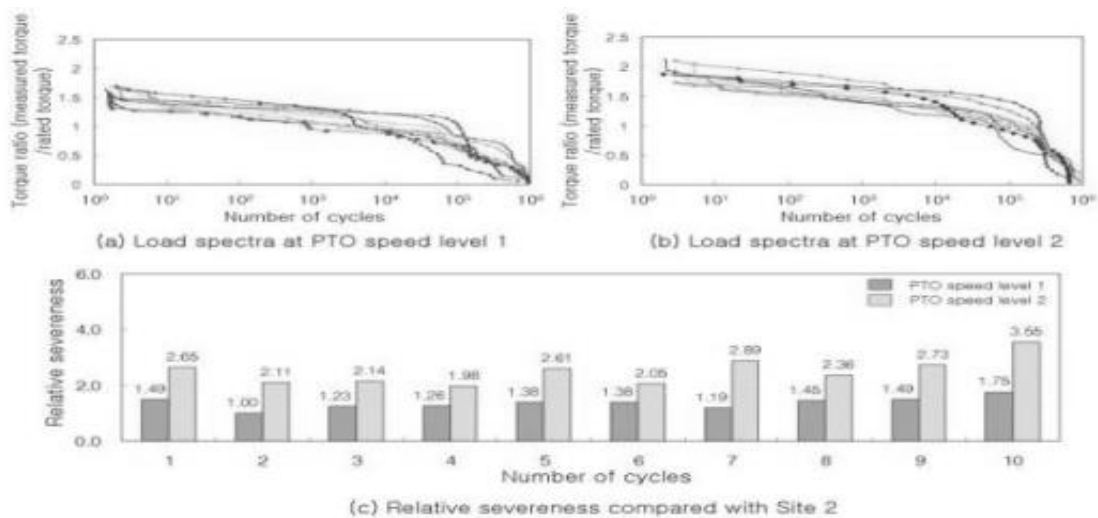 Torque ratio (measured torque
/rated torque)
2.5
2
1.5
1
0.5
0
10⁰ 10¹ 10² 10³ 10⁴ 10⁵ 10⁶
Number of cycles
(a) Load spectra at PTO speed level 1
Torque ratio (measured torque
/rated torque)
2.5
2
1.5
1
0.5
0
10⁰ 10¹ 10² 10³ 10⁴ 10⁵ 10⁶
Number of cycles
(b) Load spectra at PTO speed level 2
Relative severeness
6.0
4.0
2.0
0.0
PTO speed level 1
PTO speed level 2
1.49 2.65 1.00 2.11 1.23 2.14 1.26 1.98 1.38 2.61 1.38 2.05 1.19 2.89 1.45 2.36 1.49 2.73 1.75 3.55
1 2 3 4 5 6 7 8 9 10
Number of cycles
(c) Relative severeness compared with Site 2